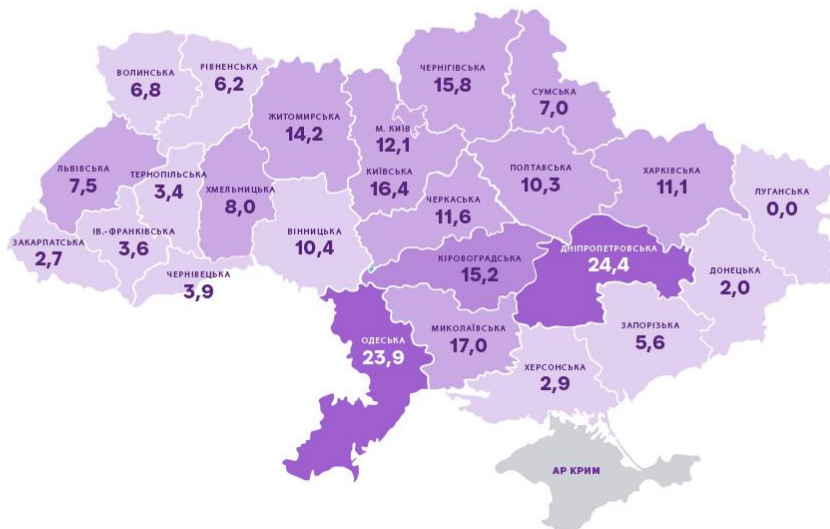 ВОЛИНСЬКА
6,8
РІВНЕНСЬКА
6,2
ЖИТОМИРСЬКА
14,2
М. КИЇВ
12,1
КИЇВСЬКА
16,4
ЧЕРНІГІВСЬКА
15,8
СУМСЬКА
7,0
ЛЬВІВСЬКА
7,5
ТЕРНОПІЛЬСЬКА
3,4
ХМЕЛЬНИЦЬКА
8,0
ВІННИЦЬКА
10,4
ЧЕРКАСЬКА
11,6
ПОЛТАВСЬКА
10,3
ХАРКІВСЬКА
11,1
ЛУГАНСЬКА
0,0
ЗАКАРПАТСЬКА
2,7
ІВ.-ФРАНКІВСЬКА
3,6
ЧЕРНІВЕЦЬКА
3,9
КІРОВОГРАДСЬКА
15,2
ДНІПРОПЕТРОВСЬКА
24,4
ДОНЕЦЬКА
2,0
ОДЕСЬКА
23,9
МИКОЛАЇВСЬКА
17,0
ЗАПОРІЗЬКА
5,6
ХЕРСОНСЬКА
2,9
АР КРИМ